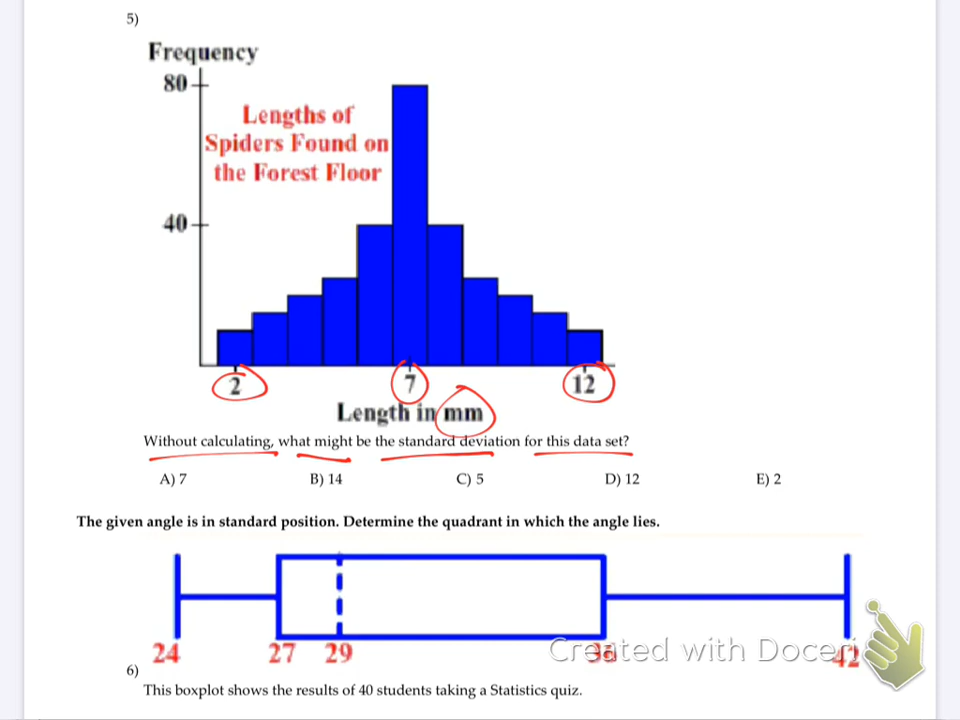 5)
Frequency
80
Lengths of
Spiders Found on
the Forest Floor
40
2 7 12
Length in mm
Without calculating, what might be the standard deviation for this data set?
A) 7 B) 14 C) 5 D) 12 E) 2
The given angle is in standard position. Determine the quadrant in which the angle lies.
24 27 29 42
Created with Doceri
6)
This boxplot shows the results of 40 students taking a Statistics quiz.